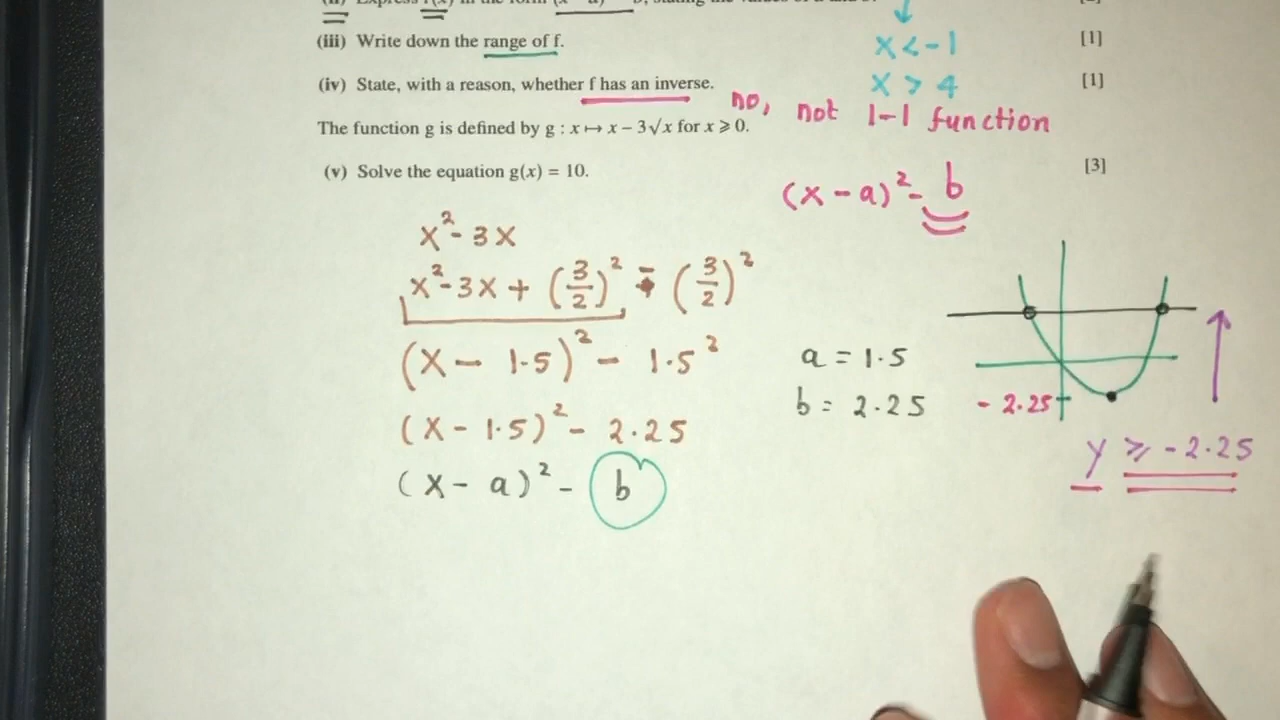 (iii) Write down the range of f. [1]
x < -1
(iv) State, with a reason, whether f has an inverse. [1]
x > 4
no, not 1-1 function
The function g is defined by g : x ↦ x − 3√x for x ⩾ 0.
(v) Solve the equation g(x) = 10. [3]
(x - a)² - b
x² - 3x
x² - 3x + (3/2)² - (3/2)²
(x - 1.5)² - 1.5²
a = 1.5
b = 2.25
- 2.25
(x - 1.5)² - 2.25
y ⩾ -2.25
(x - a)² - b